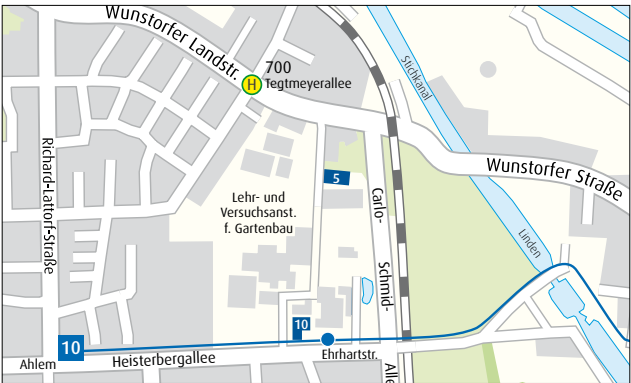 Wunstorfer Landstr.
700
H
Tegtmeyerallee
Stichkanal
Wunstorfer Straße
Richard-Lattorf-Straße
5
Lehr- und
Versuchsanst.
f. Gartenbau
Carlo-
Schmid-
Allee
Linden
10
10
Ahlem
Heisterbergallee
Ehrhartstr.